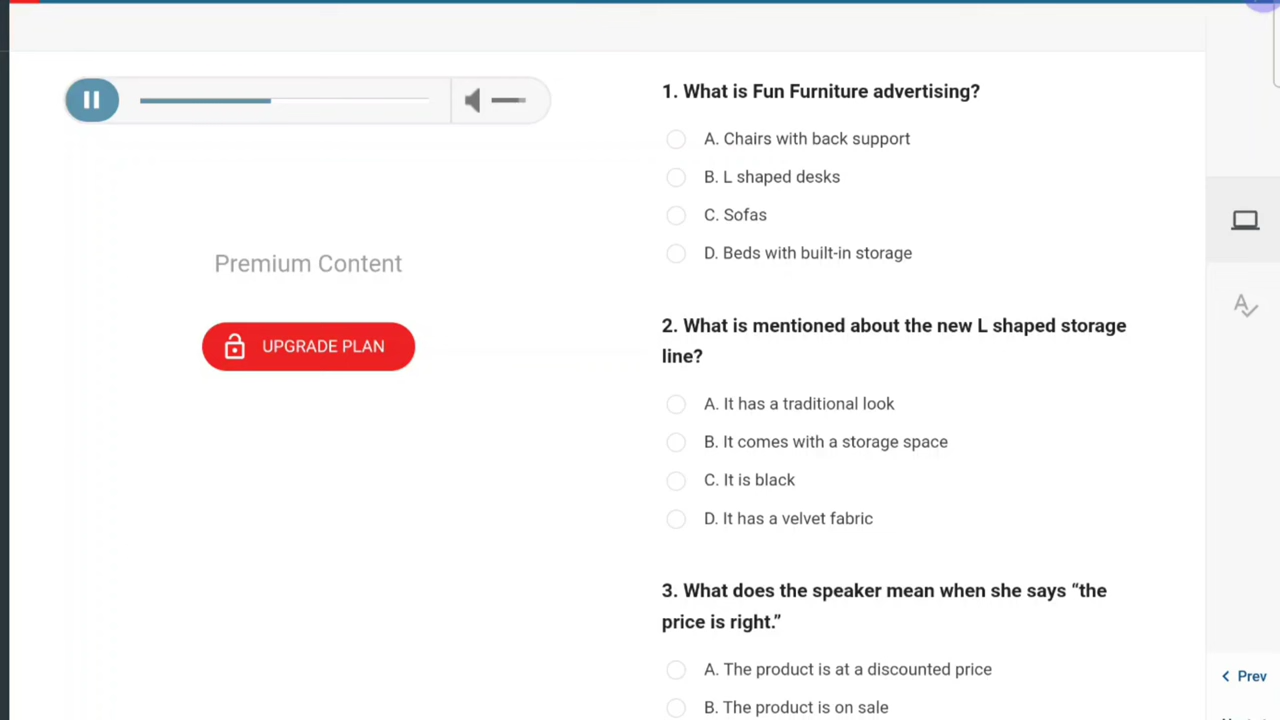 Premium Content
UPGRADE PLAN
1. What is Fun Furniture advertising?
A. Chairs with back support
B. L shaped desks
C. Sofas
D. Beds with built-in storage
2. What is mentioned about the new L shaped storage
line?
A. It has a traditional look
B. It comes with a storage space
C. It is black
D. It has a velvet fabric
3. What does the speaker mean when she says “the
price is right.”
A. The product is at a discounted price
B. The product is on sale
Prev